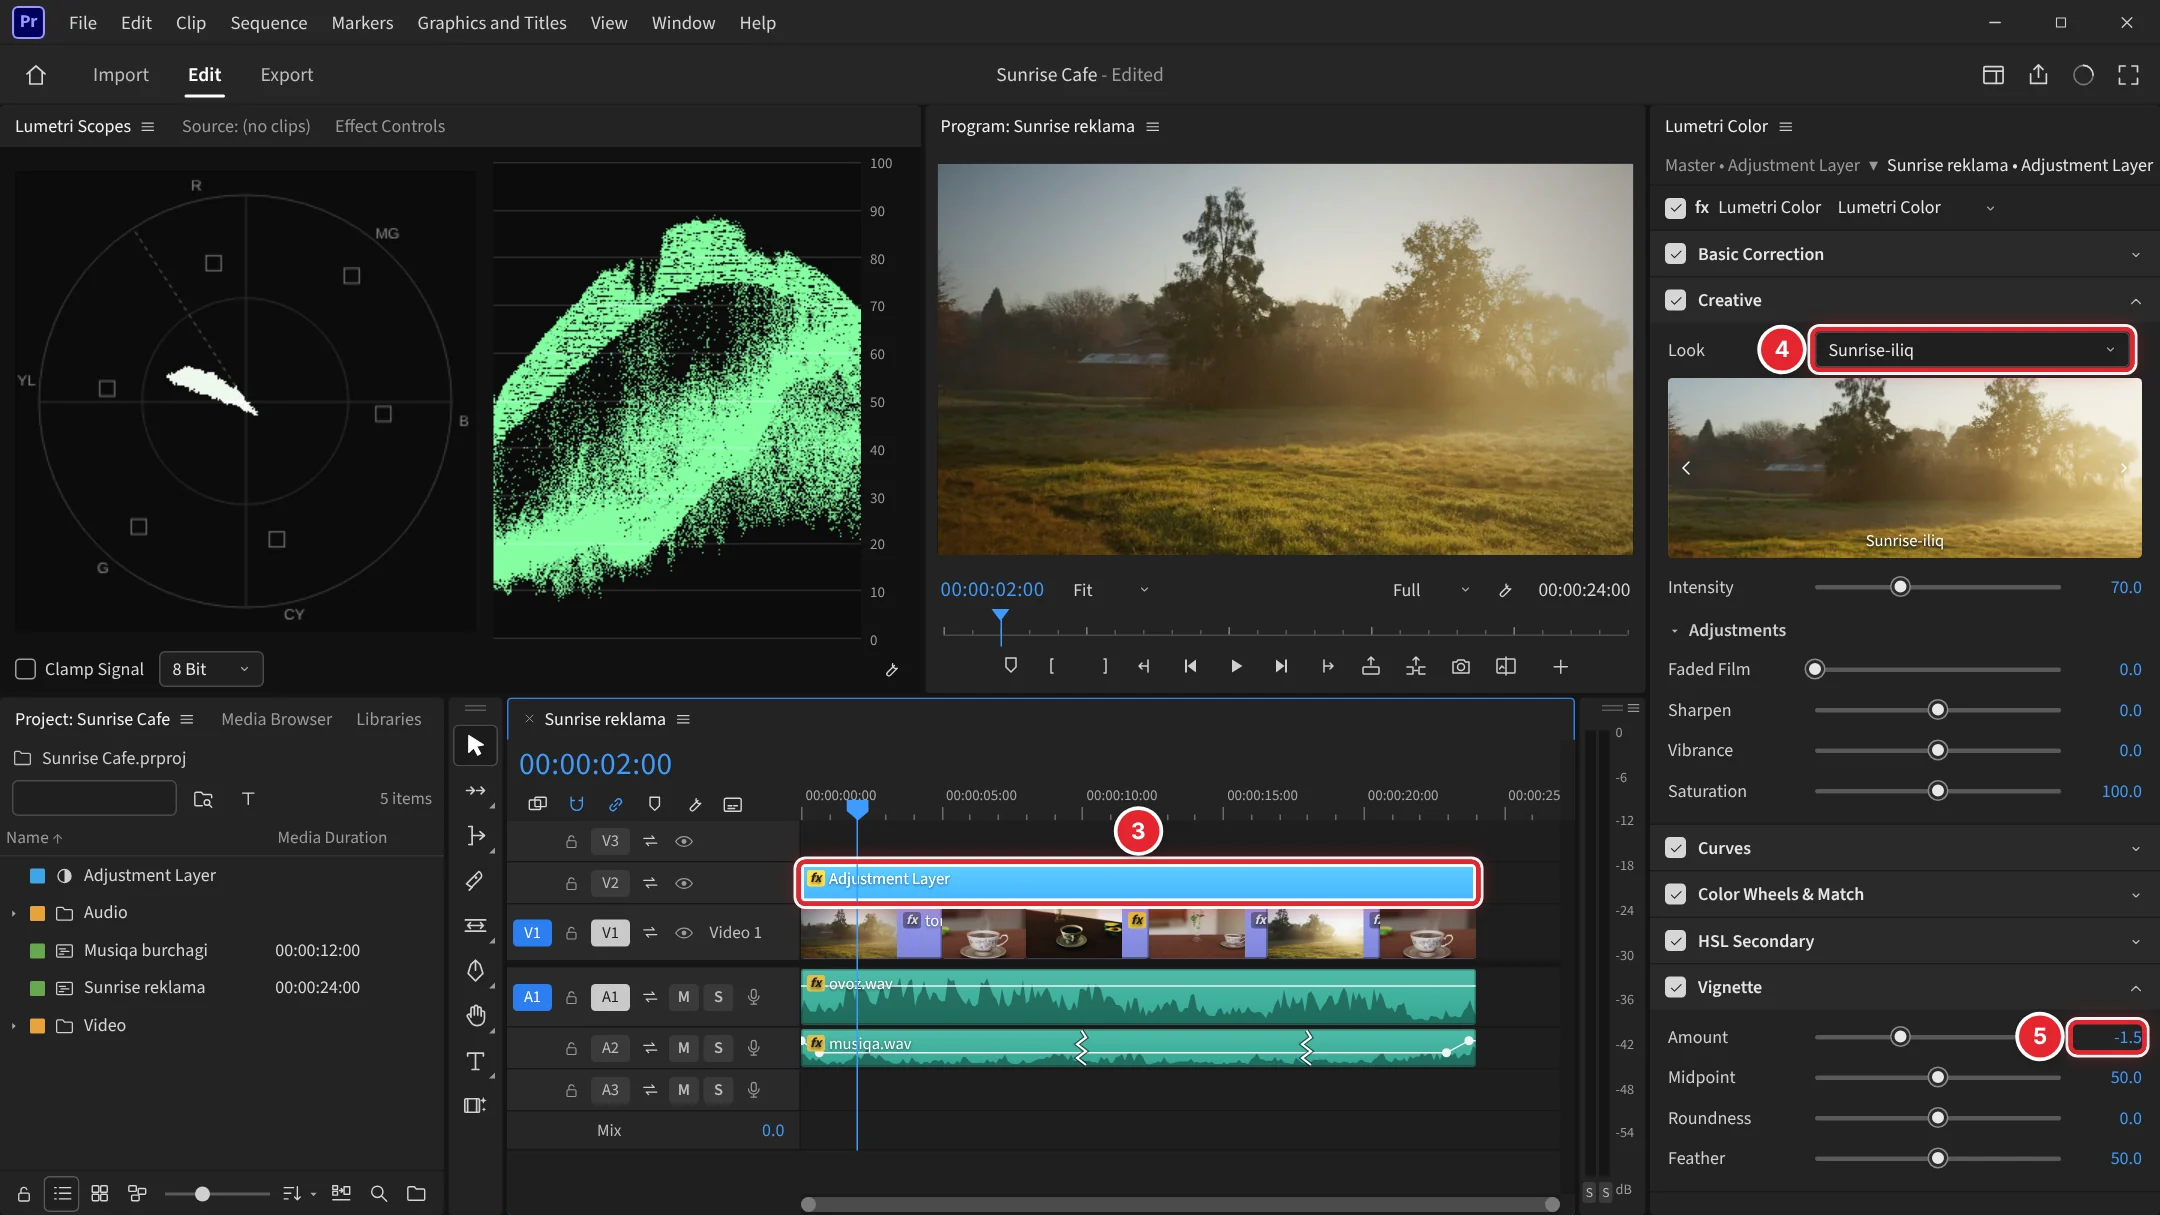 Pr File Edit Clip Sequence Markers Graphics and Titles View Window Help
Import Edit Export
Sunrise Cafe - Edited
Lumetri Scopes Source: (no clips) Effect Controls
R
MG
YL
B
G
CY
100
90
80
70
60
50
40
30
20
10
0
Clamp Signal 8 Bit
Program: Sunrise reklama
00:00:02:00 Fit Full 00:00:24:00
Lumetri Color
Master • Adjustment Layer Sunrise reklama • Adjustment Layer
fx Lumetri Color Lumetri Color
Basic Correction
Creative
Look 4 Sunrise-iliq
Sunrise-iliq
Intensity 70.0
Adjustments
Faded Film 0.0
Sharpen 0.0
Vibrance 0.0
Saturation 100.0
Curves
Color Wheels & Match
HSL Secondary
Vignette
Amount 5 -1.5
Midpoint 50.0
Roundness 0.0
Feather 50.0
Project: Sunrise Cafe Media Browser Libraries
Sunrise Cafe.prproj
5 items
Name Media Duration
Adjustment Layer
Audio
Musiqa burchagi 00:00:12:00
Sunrise reklama 00:00:24:00
Video
Sunrise reklama
00:00:02:00
00:00:00:00 00:00:05:00 00:00:10:00 00:00:15:00 00:00:20:00 00:00:25
3
V3
V2
fx Adjustment Layer
V1 V1 Video 1
fx fx fx
A1 A1 M S
fx ovoz.wav
A2 M S
fx musiqa.wav
A3 M S
Mix 0.0
0
-6
-12
-18
-24
-30
-36
-42
-48
-54
S S dB